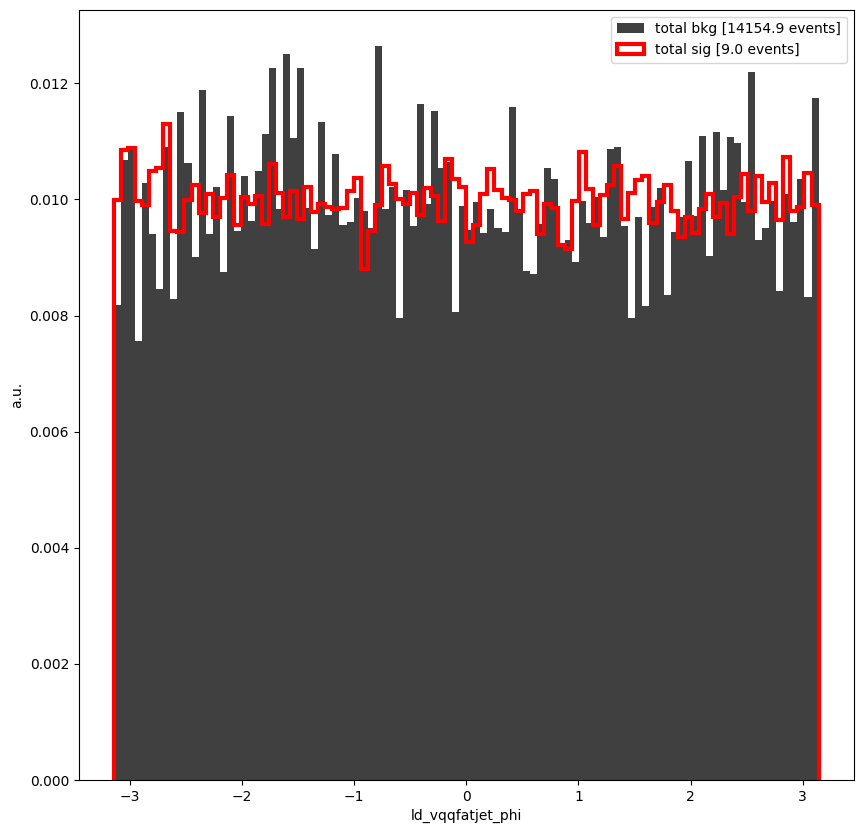 total bkg [14154.9 events]
total sig [9.0 events]
0.012
0.010
0.008
0.006
0.004
0.002
0.000
a.u.
−3 −2 −1 0 1 2 3
ld_vqqfatjet_phi